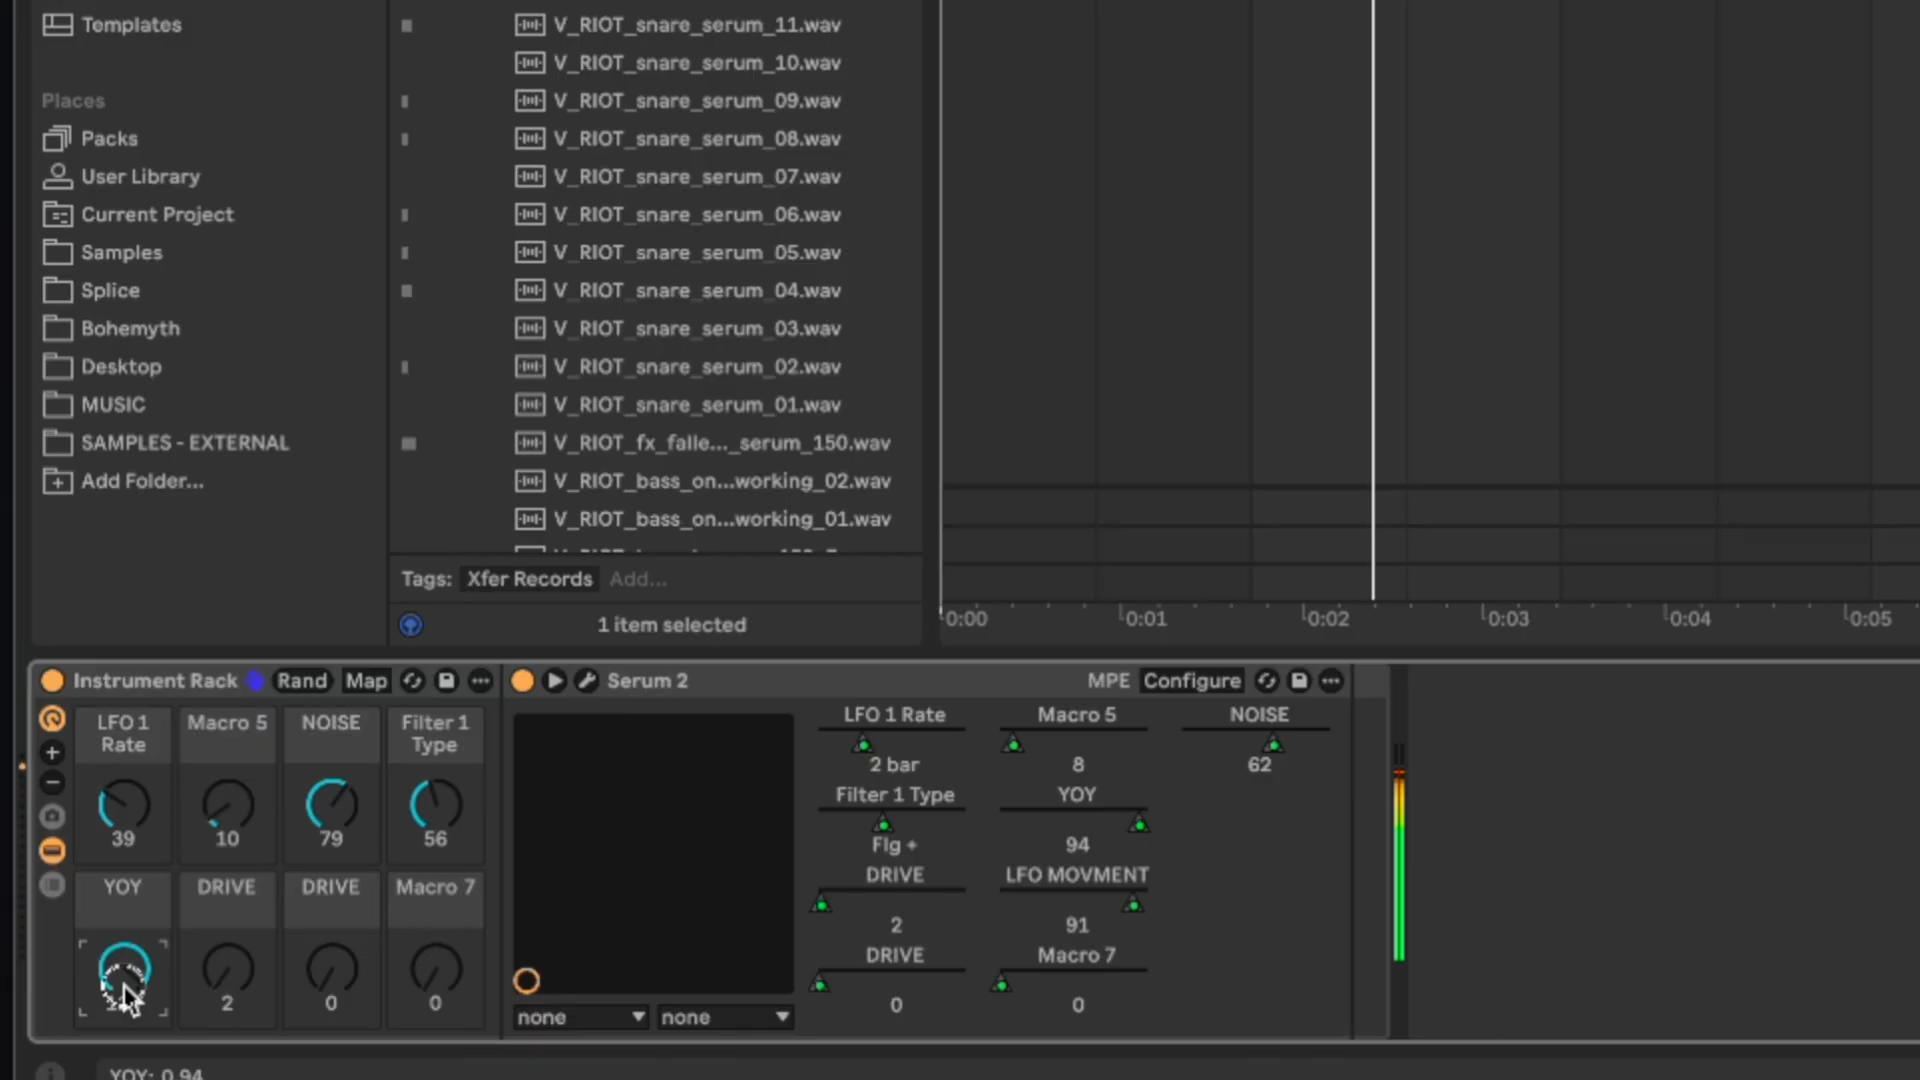 Templates
Places
Packs
User Library
Current Project
Samples
Splice
Bohemyth
Desktop
MUSIC
SAMPLES - EXTERNAL
Add Folder...
V_RIOT_snare_serum_11.wav
V_RIOT_snare_serum_10.wav
V_RIOT_snare_serum_09.wav
V_RIOT_snare_serum_08.wav
V_RIOT_snare_serum_07.wav
V_RIOT_snare_serum_06.wav
V_RIOT_snare_serum_05.wav
V_RIOT_snare_serum_04.wav
V_RIOT_snare_serum_03.wav
V_RIOT_snare_serum_02.wav
V_RIOT_snare_serum_01.wav
V_RIOT_fx_falle..._serum_150.wav
V_RIOT_bass_on...working_02.wav
V_RIOT_bass_on...working_01.wav
Tags: Xfer Records Add...
1 item selected
0:00 0:01 0:02 0:03 0:04 0:05
Instrument Rack Rand Map
LFO 1 Rate Macro 5 NOISE Filter 1 Type
39 10 79 56
YOY DRIVE DRIVE Macro 7
2 0 0
Serum 2 MPE Configure
none none
LFO 1 Rate Macro 5 NOISE
2 bar 8 62
Filter 1 Type YOY
Flg + 94
DRIVE LFO MOVMENT
2 91
DRIVE Macro 7
0 0
YOY: 0.94